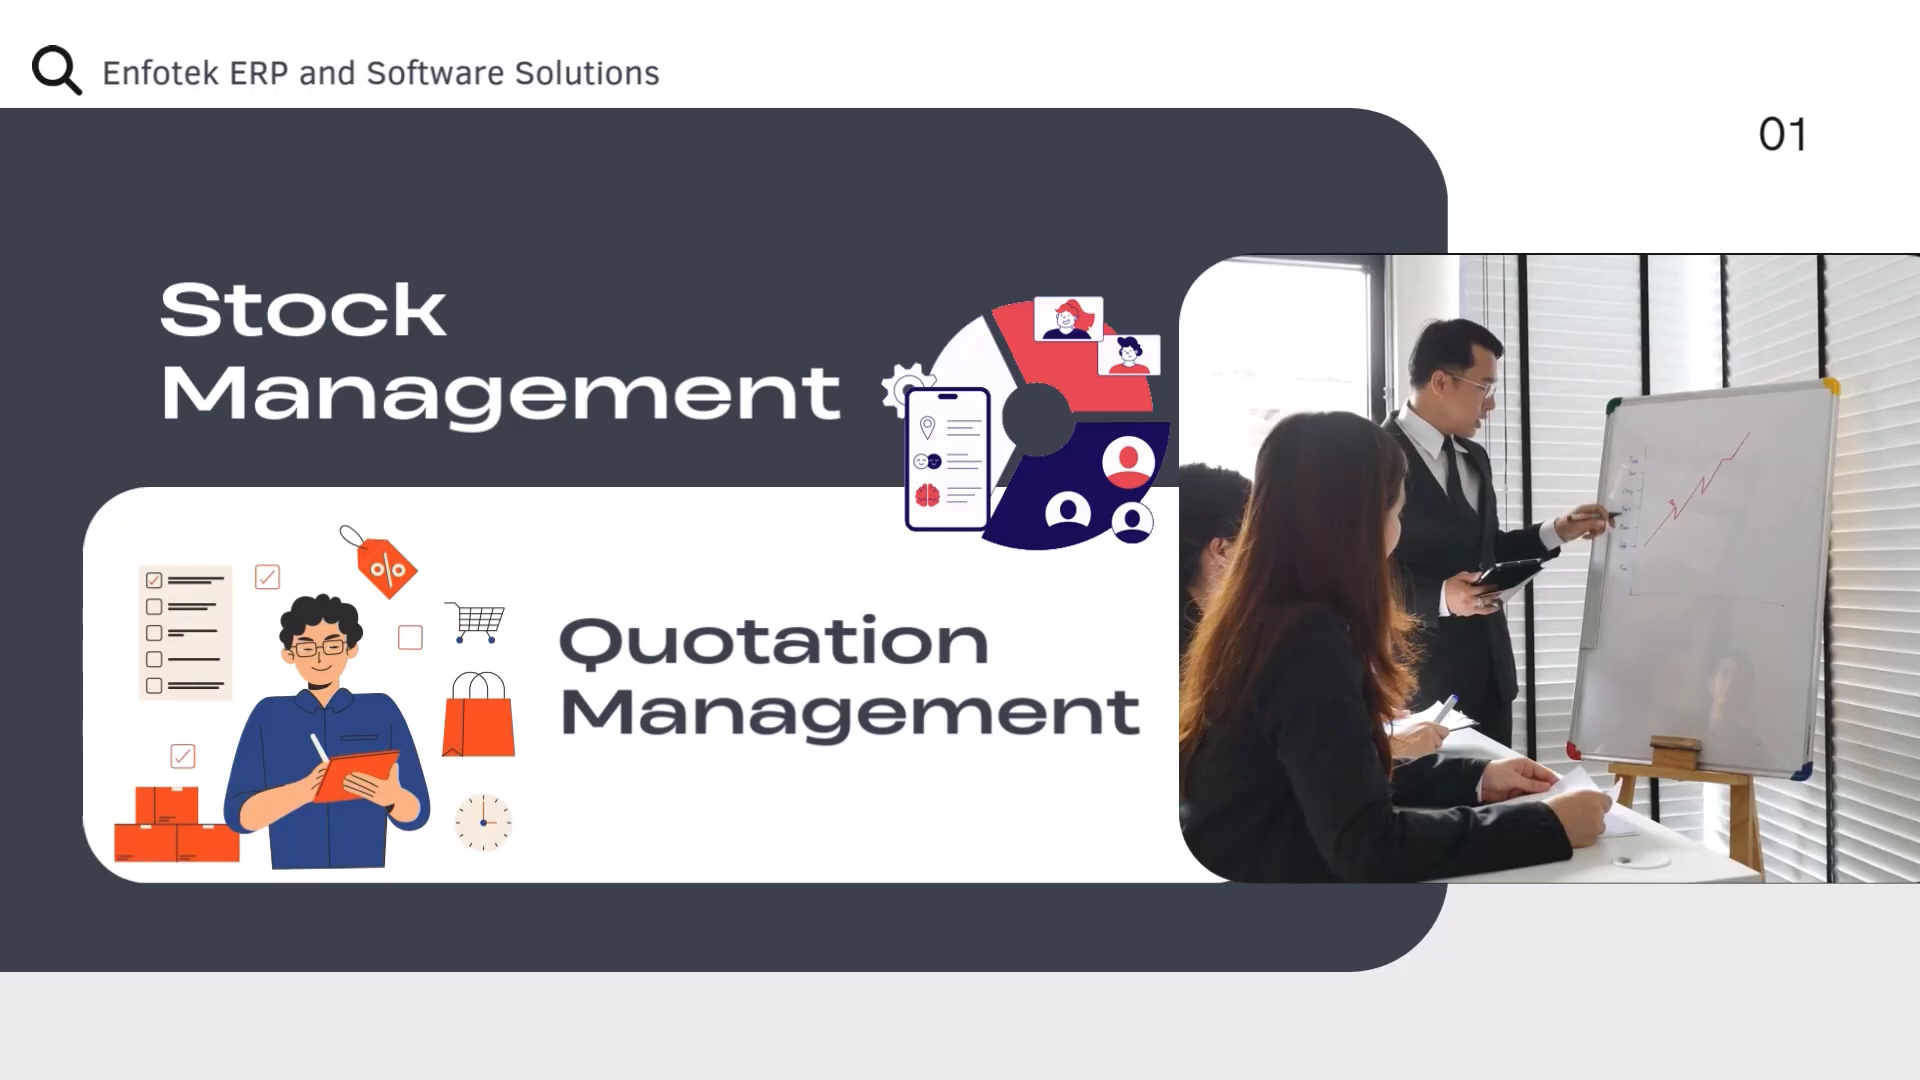 Enfotek ERP and Software Solutions
01
Stock
Management
%
Quotation
Management